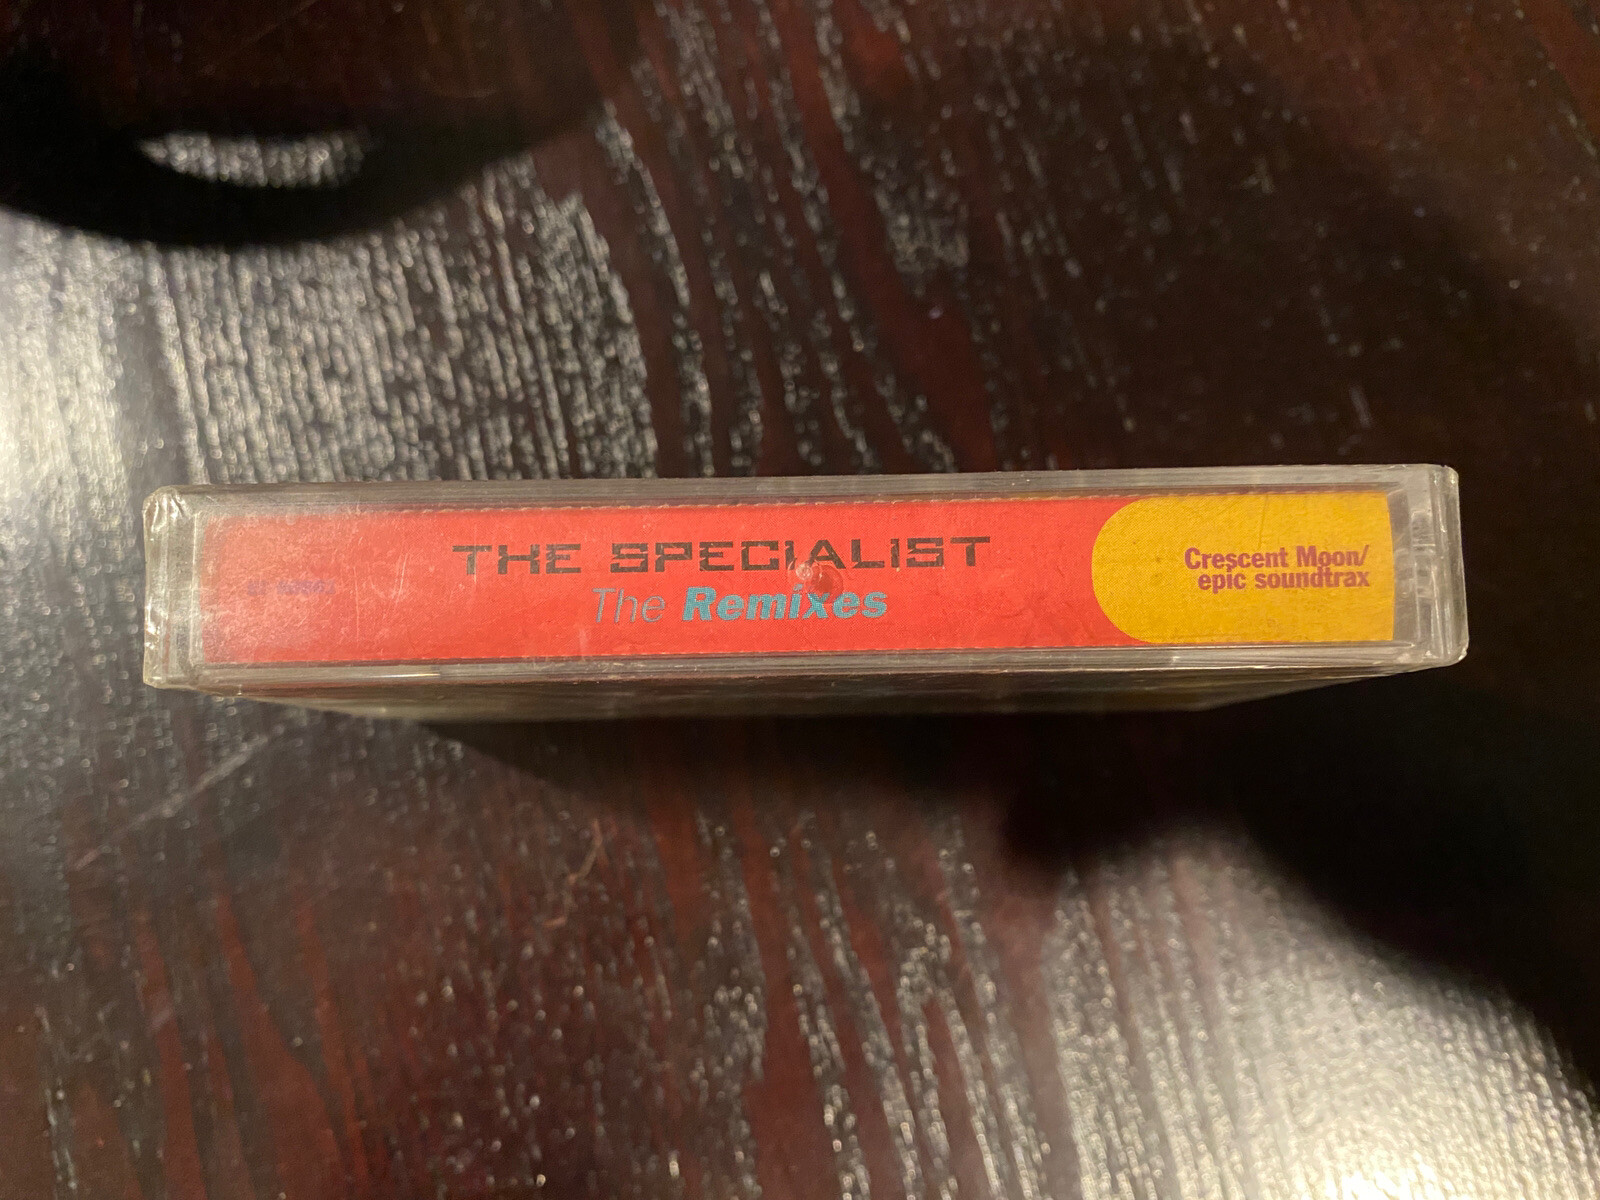 THE SPECIALIST
The Remixes
Crescent Moon/
epic soundtrax